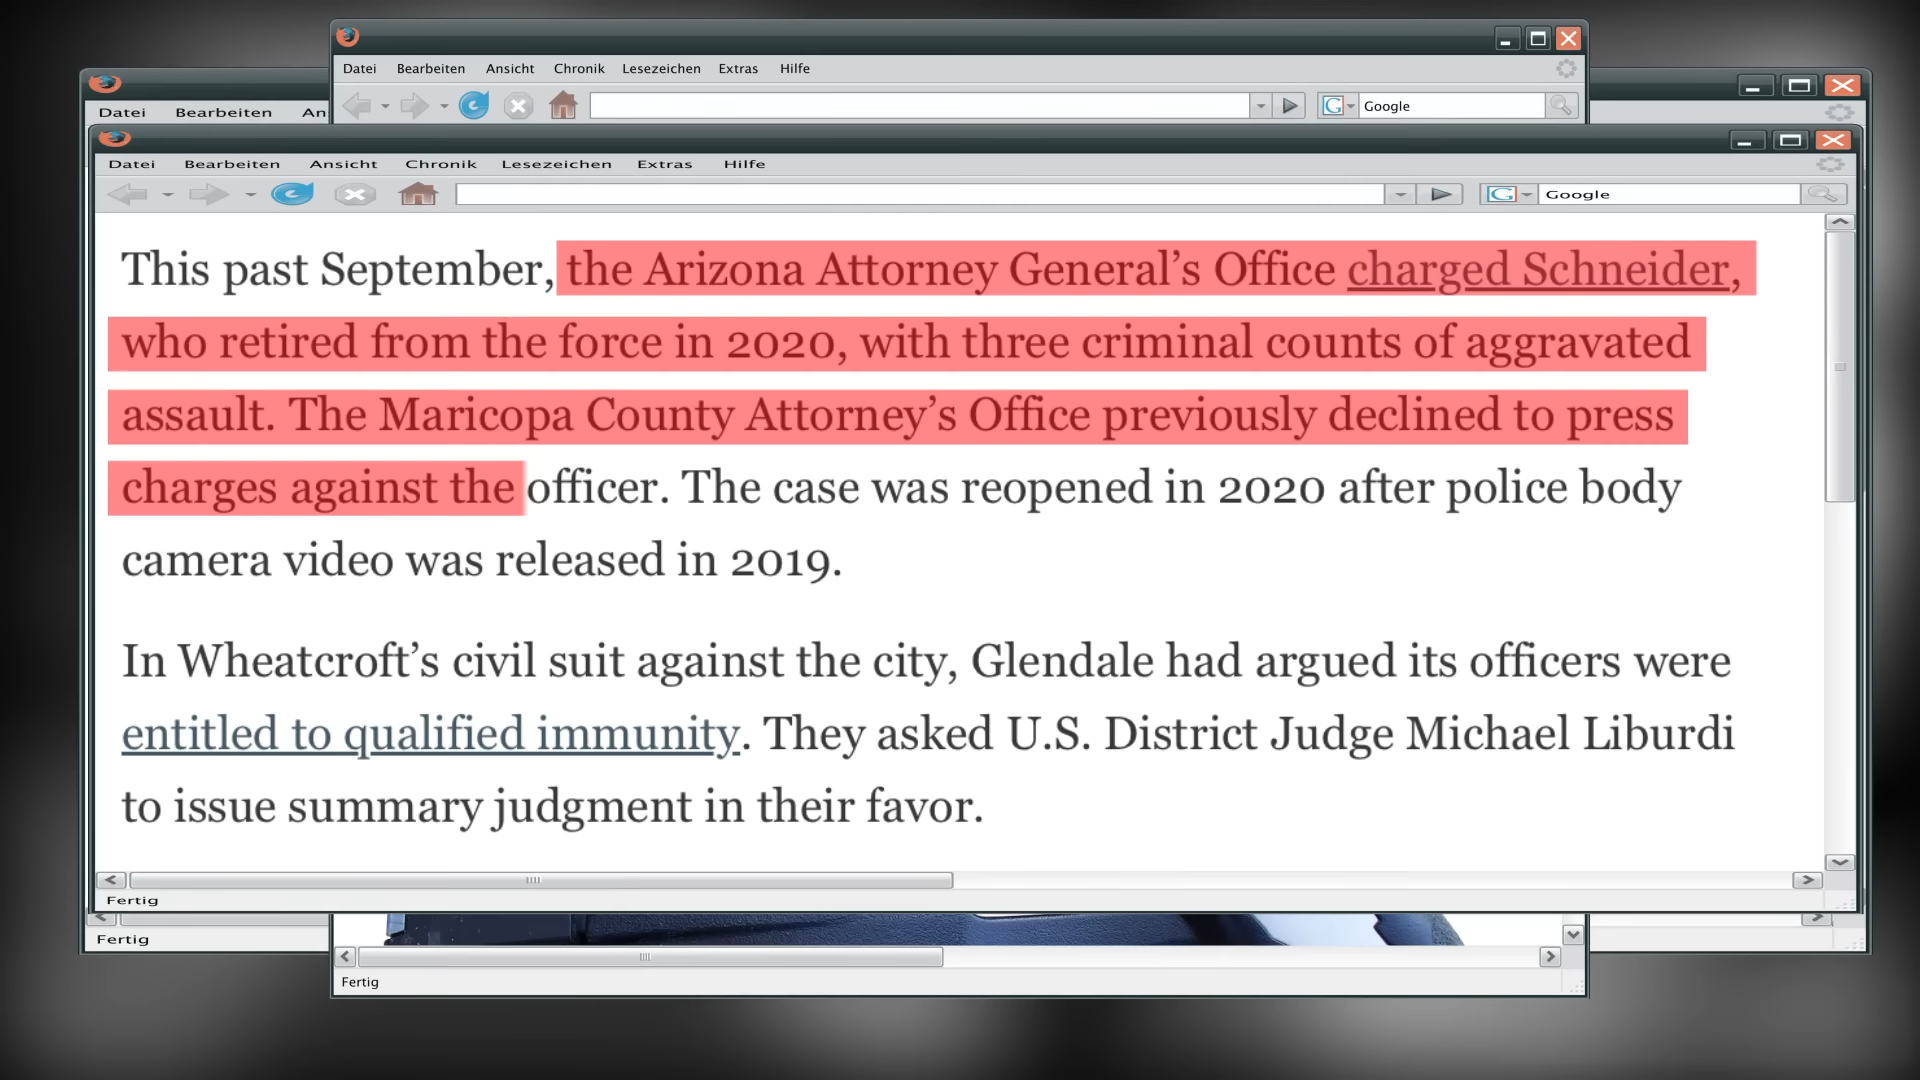 Datei Bearbeiten Ansicht Chronik Lesezeichen Extras Hilfe
Google
Datei Bearbeiten An
Datei Bearbeiten Ansicht Chronik Lesezeichen Extras Hilfe
Google
This past September, the Arizona Attorney General’s Office charged Schneider,
who retired from the force in 2020, with three criminal counts of aggravated
assault. The Maricopa County Attorney’s Office previously declined to press
charges against the officer. The case was reopened in 2020 after police body
camera video was released in 2019.
In Wheatcroft’s civil suit against the city, Glendale had argued its officers were
entitled to qualified immunity. They asked U.S. District Judge Michael Liburdi
to issue summary judgment in their favor.
Fertig
Fertig
Fertig